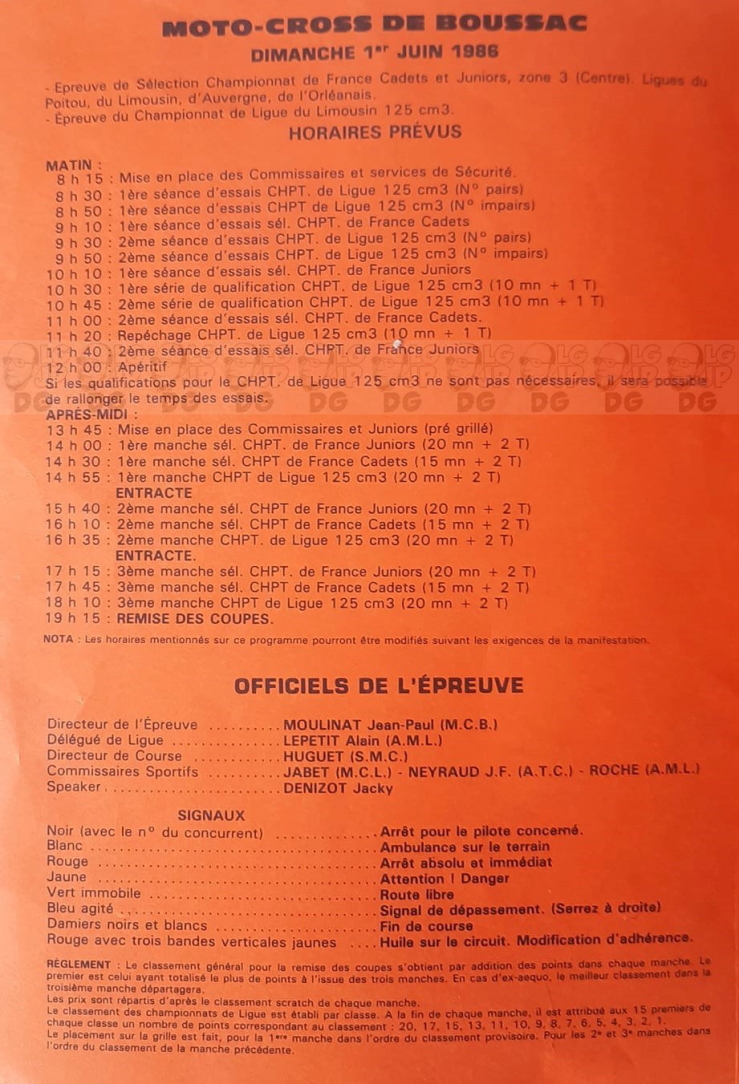 MOTO-CROSS DE BOUSSAC
DIMANCHE 1er JUIN 1986
- Epreuve de Sélection Championnat de France Cadets et Juniors, zone 3 (Centre). Ligues du
Poitou, du Limousin, d'Auvergne, de l'Orléanais.
- Épreuve du Championnat de Ligue du Limousin 125 cm3.
HORAIRES PRÉVUS
MATIN :
8 h 15 : Mise en place des Commissaires et services de Sécurité.
8 h 30 : 1ère séance d'essais CHPT. de Ligue 125 cm3 (N° pairs)
8 h 50 : 1ère séance d'essais CHPT de Ligue 125 cm3 (N° impairs)
9 h 10 : 1ère séance d'essais sél. CHPT. de France Cadets
9 h 30 : 2ème séance d'essais CHPT. de Ligue 125 cm3 (N° pairs)
9 h 50 : 2ème séance d'essais CHPT. de Ligue 125 cm3 (N° impairs)
10 h 10 : 1ère séance d'essais sél. CHPT. de France Juniors
10 h 30 : 1ère série de qualification CHPT. de Ligue 125 cm3 (10 mn + 1 T)
10 h 45 : 2ème série de qualification CHPT. de Ligue 125 cm3 (10 mn + 1 T)
11 h 00 : 2ème séance d'essais sél. CHPT. de France Cadets.
11 h 20 : Repêchage CHPT. de Ligue 125 cm3 (10 mn + 1 T)
11 h 40 : 2ème séance d'essais sél. CHPT. de France Juniors
12 h 00 : Apéritif
Si les qualifications pour le CHPT. de Ligue 125 cm3 ne sont pas nécessaires, il sera possible
de rallonger le temps des essais.
APRÉS-MIDI :
13 h 45 : Mise en place des Commissaires et Juniors (pré grillé)
14 h 00 : 1ère manche sél. CHPT de France Juniors (20 mn + 2 T)
14 h 30 : 1ère manche sél. CHPT de France Cadets (15 mn + 2 T)
14 h 55 : 1ère manche CHPT de Ligue 125 cm3 (20 mn + 2 T)
ENTRACTE
15 h 40 : 2ème manche sél. CHPT de France Juniors (20 mn + 2 T)
16 h 10 : 2ème manche sél. CHPT de France Cadets (15 mn + 2 T)
16 h 35 : 2ème manche CHPT. de Ligue 125 cm3 (20 mn + 2 T)
ENTRACTE.
17 h 15 : 3ème manche sél. CHPT. de France Juniors (20 mn + 2 T)
17 h 45 : 3ème manche sél. CHPT de France Cadets (15 mn + 2 T)
18 h 10 : 3ème manche CHPT de Ligue 125 cm3 (20 mn + 2 T)
19 h 15 : REMISE DES COUPES.
NOTA : Les horaires mentionnés sur ce programme pourront être modifiés suivant les exigences de la manifestation.
OFFICIELS DE L'ÉPREUVE
Directeur de l'Épreuve .......... MOULINAT Jean-Paul (M.C.B.)
Délégué de Ligue .............. LEPETIT Alain (A.M.L.)
Directeur de Course ............ HUGUET (S.M.C.)
Commissaires Sportifs .......... JABET (M.C.L.) - NEYRAUD J.F. (A.T.C.) - ROCHE (A.M.L.)
Speaker ........................ DENIZOT Jacky
SIGNAUX
Noir (avec le n° du concurrent) ............. Arrêt pour le pilote concerné.
Blanc ..................................... Ambulance sur le terrain
Rouge ..................................... Arrêt absolu et immédiat
Jaune ..................................... Attention ! Danger
Vert immobile ............................. Route libre
Bleu agité ................................ Signal de dépassement. (Serrez à droite)
Damiers noirs et blancs ................... Fin de course
Rouge avec trois bandes verticales jaunes .... Huile sur le circuit. Modification d'adhérence.
RÉGLEMENT : Le classement général pour la remise des coupes s'obtient par addition des points dans chaque manche. Le
premier est celui ayant totalisé le plus de points à l'issue des trois manches. En cas d'ex-aequo, le meilleur classement dans la
troisième manche départagera.
Les prix sont répartis d'après le classement scratch de chaque manche.
Le classement des championnats de Ligue est établi par classe. A la fin de chaque manche, il est attribué aux 15 premiers de
chaque classe un nombre de points correspondant au classement : 20, 17, 15, 13, 11, 10, 9, 8, 7, 6, 5, 4, 3, 2, 1.
Le placement sur la grille est fait, pour la 1ère manche dans l'ordre du classement provisoire. Pour les 2e et 3e manches dans
l'ordre du classement de la manche précédente.